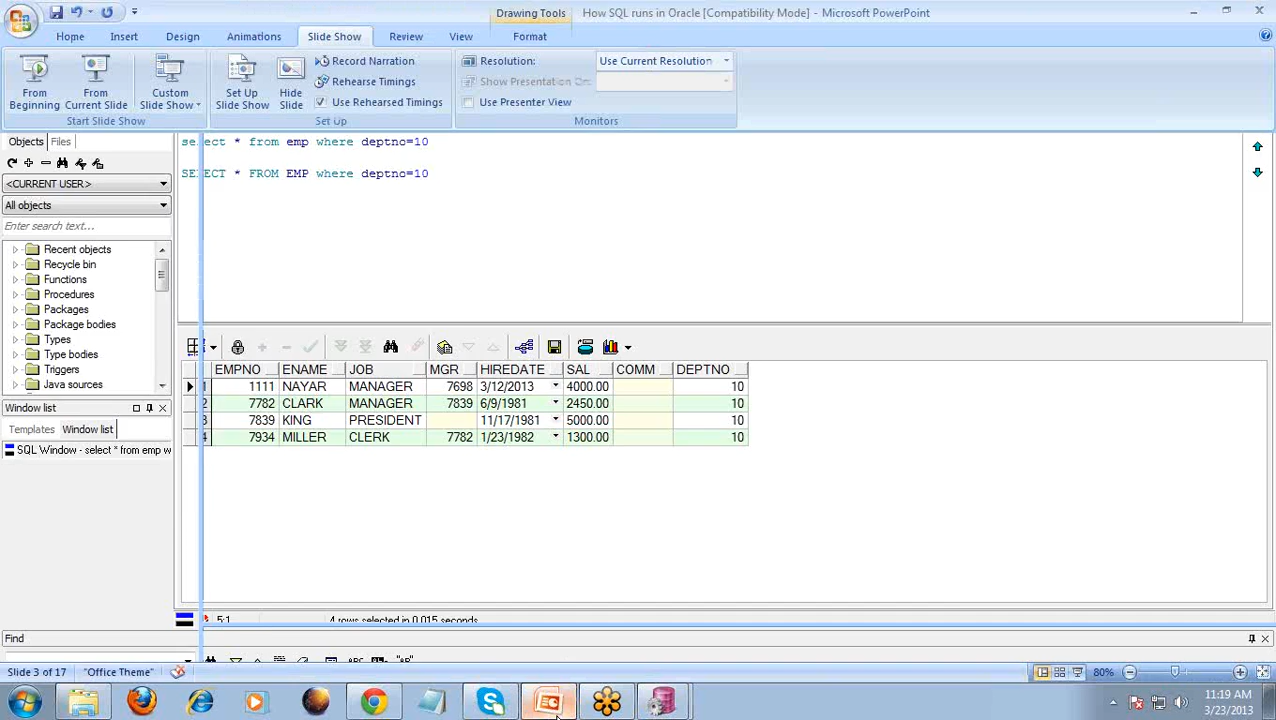 Drawing Tools
How SQL runs in Oracle [Compatibility Mode] - Microsoft PowerPoint
Home Insert Design Animations Slide Show Review View Format
From Beginning
From Current Slide
Custom Slide Show
Start Slide Show
Set Up Slide Show
Hide Slide
Record Narration
Rehearse Timings
Use Rehearsed Timings
Set Up
Resolution: Use Current Resolution
Show Presentation On:
Use Presenter View
Monitors
Objects Files
<CURRENT USER>
All objects
Enter search text...
Recent objects
Recycle bin
Functions
Procedures
Packages
Package bodies
Types
Type bodies
Triggers
Java sources
Window list
Templates Window list
SQL Window - select * from emp w
select * from emp where deptno=10
SELECT * FROM EMP where deptno=10
EMPNO ENAME JOB MGR HIREDATE SAL COMM DEPTNO
1 1111 NAYAR MANAGER 7698 3/12/2013 4000.00 10
2 7782 CLARK MANAGER 7839 6/9/1981 2450.00 10
3 7839 KING PRESIDENT 11/17/1981 5000.00 10
4 7934 MILLER CLERK 7782 1/23/1982 1300.00 10
5:1 4 rows selected in 0.015 seconds
Find
Slide 3 of 17 "Office Theme" 80%
11:19 AM
3/23/2013